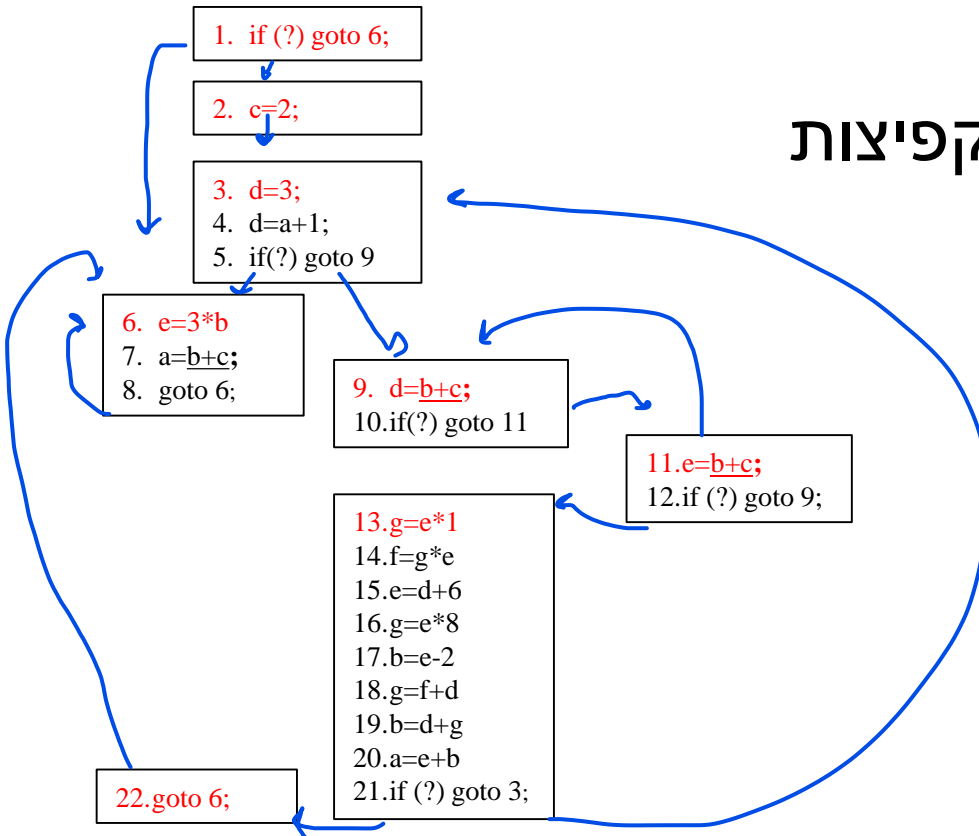 1. if (?) goto 6;
2. c=2;
קפיצות
3. d=3;
4. d=a+1;
5. if(?) goto 9
6. e=3*b
7. a=b+c;
8. goto 6;
9. d=b+c;
10.if(?) goto 11
11.e=b+c;
12.if (?) goto 9;
13.g=e*1
14.f=g*e
15.e=d+6
16.g=e*8
17.b=e-2
18.g=f+d
19.b=d+g
20.a=e+b
21.if (?) goto 3;
22.goto 6;